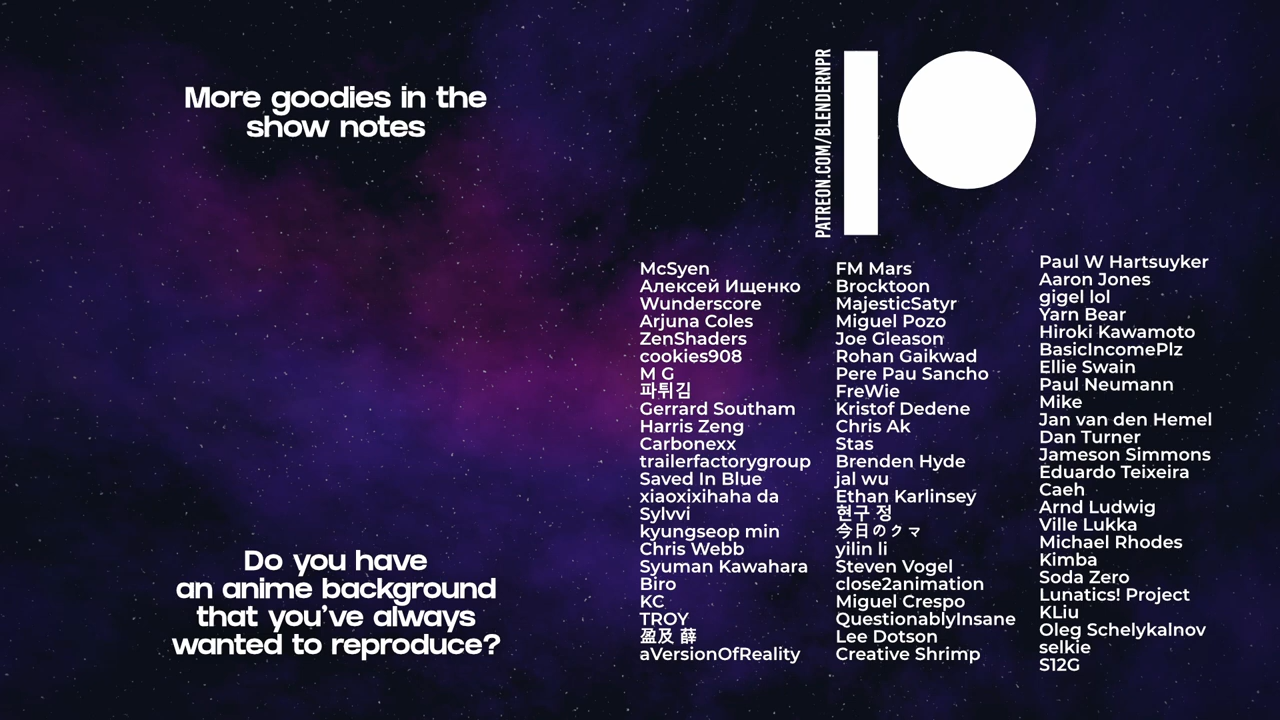 More goodies in the
show notes
Do you have
an anime background
that you've always
wanted to reproduce?
PATREON.COM/BLENDERNPR
McSyen
Алексей Ищенко
Wunderscore
Arjuna Coles
ZenShaders
cookies908
M G
파튀김
Gerrard Southam
Harris Zeng
Carbonexx
trailerfactorygroup
Saved In Blue
xiaoxixihaha da
Sylvvi
kyungseop min
Chris Webb
Syuman Kawahara
Biro
KC
TROY
盈及 薛
aVersionOfReality
FM Mars
Brocktoon
MajesticSatyr
Miguel Pozo
Joe Gleason
Rohan Gaikwad
Pere Pau Sancho
FreWie
Kristof Dedene
Chris Ak
Stas
Brenden Hyde
jal wu
Ethan Karlinsey
현구 정
今日のクマ
yilin li
Steven Vogel
close2animation
Miguel Crespo
QuestionablyInsane
Lee Dotson
Creative Shrimp
Paul W Hartsuyker
Aaron Jones
gigel lol
Yarn Bear
Hiroki Kawamoto
BasicIncomePlz
Ellie Swain
Paul Neumann
Mike
Jan van den Hemel
Dan Turner
Jameson Simmons
Eduardo Teixeira
Caeh
Arnd Ludwig
Ville Lukka
Michael Rhodes
Kimba
Soda Zero
Lunatics! Project
KLiu
Oleg Schelykalnov
selkie
S12G